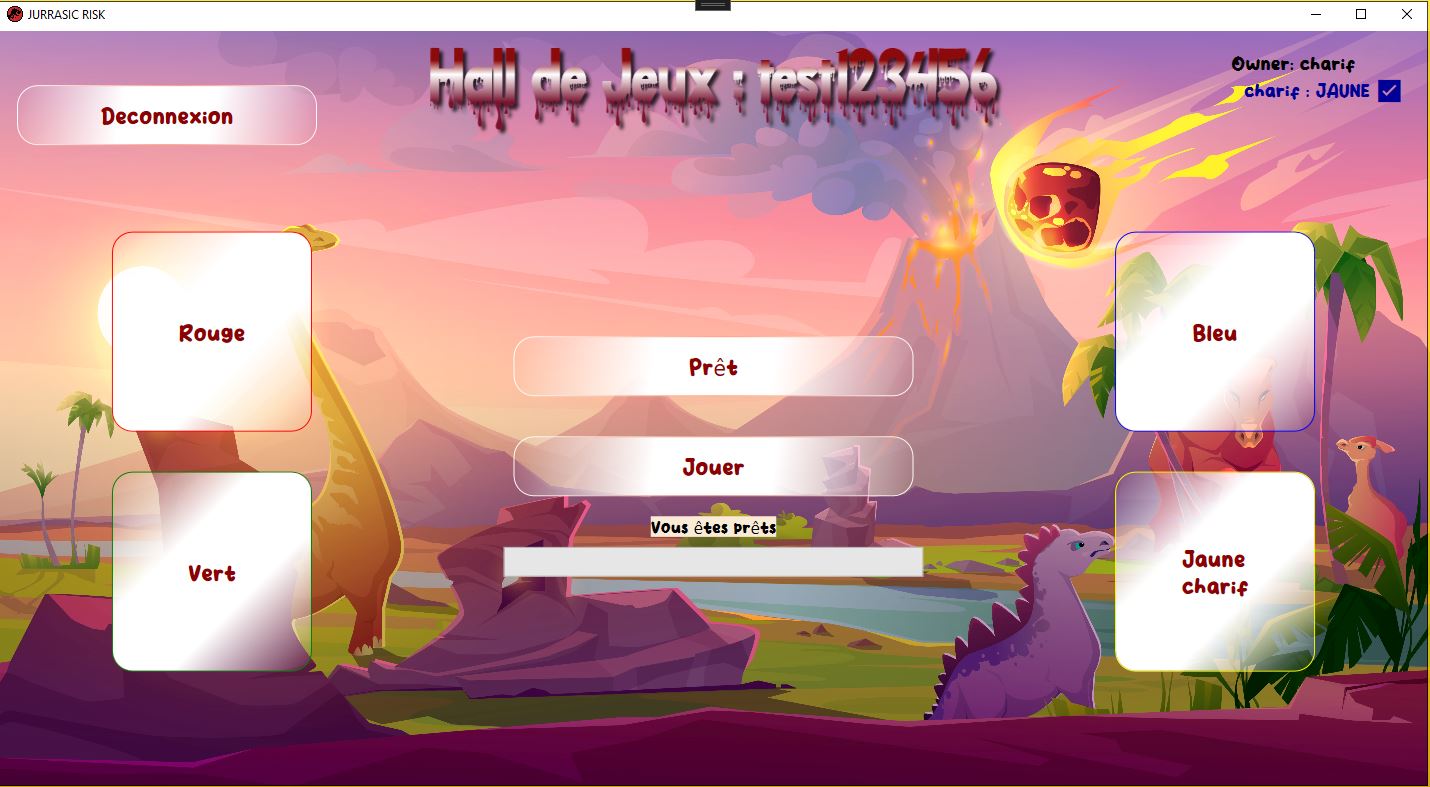 JURRASIC RISK
Hall de Jeux : test123456
Owner: charif
charif : JAUNE
Deconnexion
Rouge
Bleu
Prêt
Jouer
Vous êtes prêts
Vert
Jaune
charif